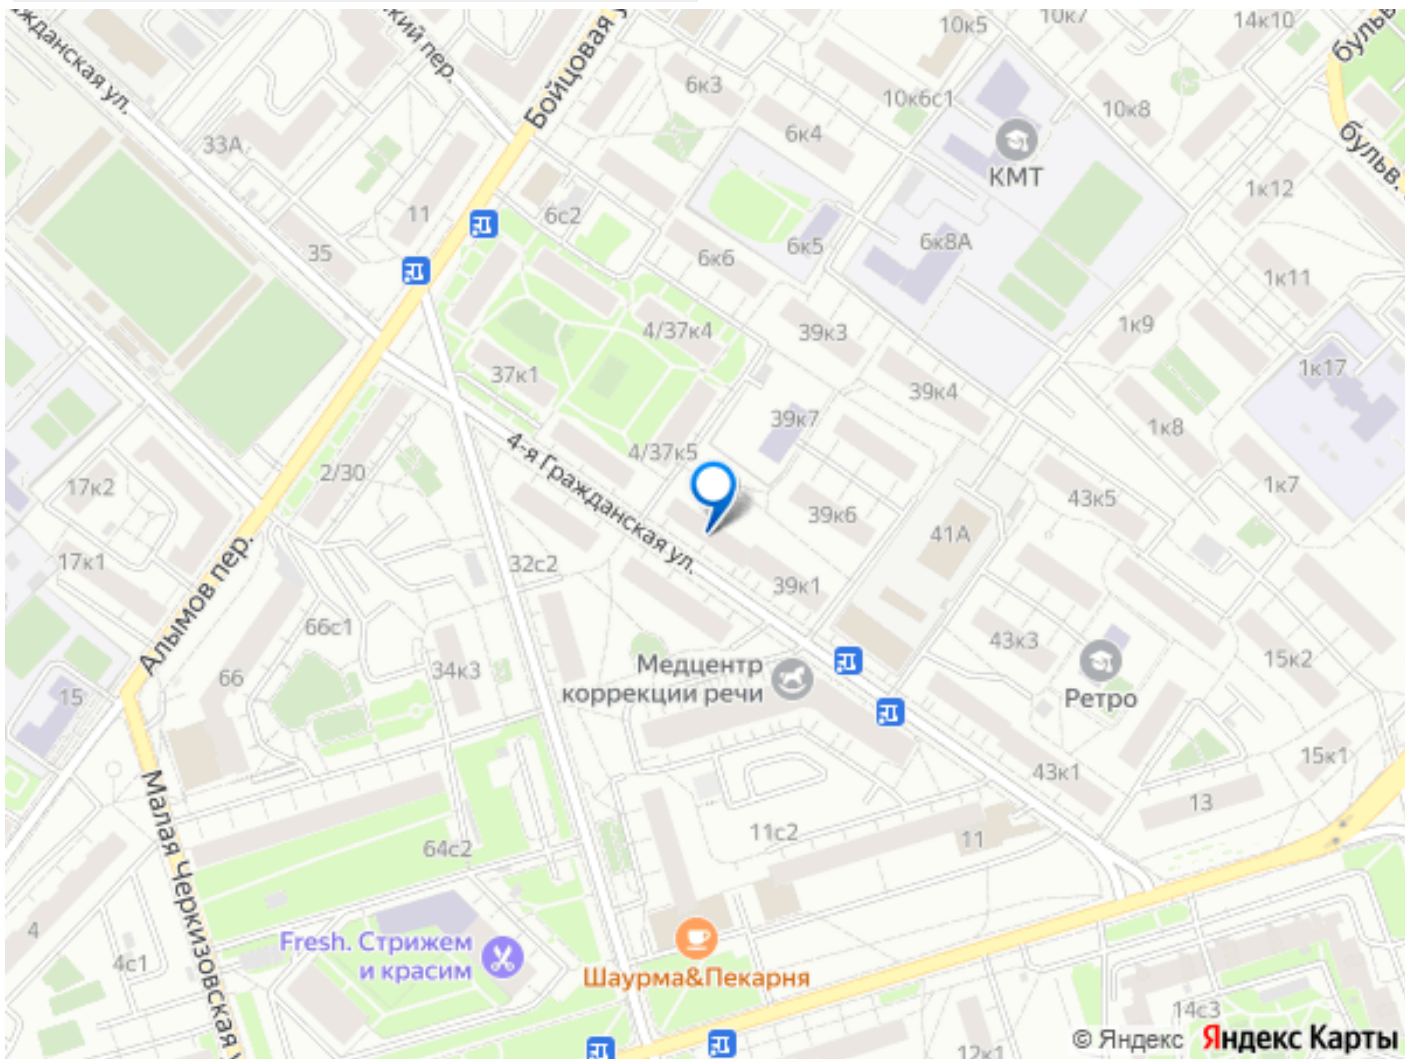 жданская ул.
кий пер.
Бойцовая у
10к5
10к7
14к10
бульв
6к3
10к6с1
10к8
6к4
33А
КМТ
бульв.
1к12
11
6с2
6к5
6к8А
35
6к6
1к11
4/37к4
39к3
1к9
1к17
37к1
39к4
39к7
1к8
4-я Гражданская ул.
4/37к5
2/30
17к2
43к5
1к7
39к6
41А
Алымов пер.
17к1
32с2
39к1
66с1
43к3
Медцентр
коррекции речи
34к3
66
15
15к2
Ретро
15к1
43к1
13
Малая Черкизовская у
11с2
11
64с2
4
4с1
Fresh. Стрижем
и красим
Шаурма&Пекарня
14с3
12к1
© Яндекс Яндекс Карты